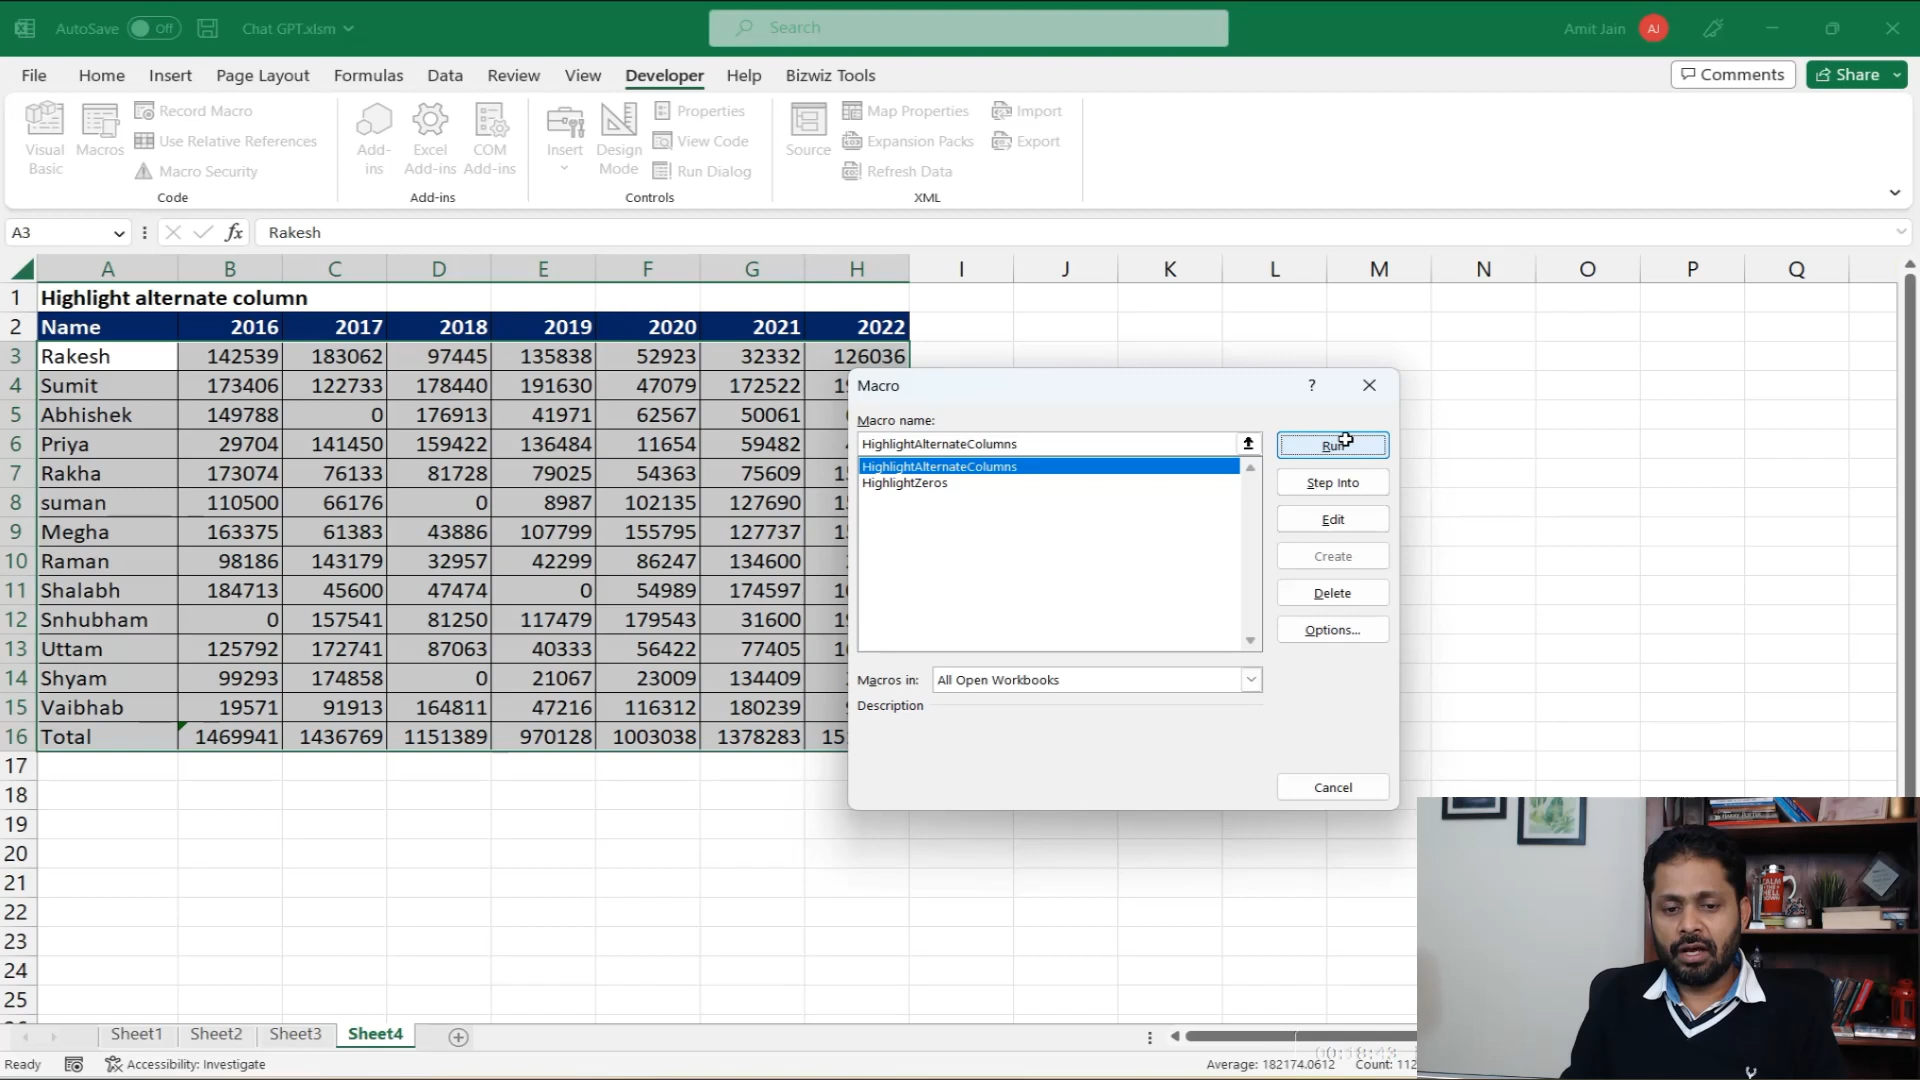 AutoSave Off Chat GPT.xlsm Search Amit Jain AJ
File Home Insert Page Layout Formulas Data Review View Developer Help Bizwiz Tools Comments Share
Visual Basic
Macros
Record Macro
Use Relative References
Macro Security
Code
Add-ins
Excel Add-ins
COM Add-ins
Add-ins
Insert
Design Mode
Properties
View Code
Run Dialog
Controls
Source
Map Properties
Expansion Packs
Refresh Data
Import
Export
XML
A3 fx Rakesh
A B C D E F G H I J K L M N O P Q
1 Highlight alternate column
2 Name 2016 2017 2018 2019 2020 2021 2022
3 Rakesh 142539 183062 97445 135838 52923 32332 126036
4 Sumit 173406 122733 178440 191630 47079 172522
5 Abhishek 149788 0 176913 41971 62567 50061
6 Priya 29704 141450 159422 136484 11654 59482
7 Rakha 173074 76133 81728 79025 54363 75609
8 suman 110500 66176 0 8987 102135 127690
9 Megha 163375 61383 43886 107799 155795 127737
10 Raman 98186 143179 32957 42299 86247 134600
11 Shalabh 184713 45600 47474 0 54989 174597
12 Snhubham 0 157541 81250 117479 179543 31600
13 Uttam 125792 172741 87063 40333 56422 77405
14 Shyam 99293 174858 0 21067 23009 134409
15 Vaibhab 19571 91913 164811 47216 116312 180239
16 Total 1469941 1436769 1151389 970128 1003038 1378283
17
18
19
20
21
22
23
24
25
Macro ?
Macro name:
HighlightAlternateColumns
HighlightAlternateColumns
HighlightZeros
Run
Step Into
Edit
Create
Delete
Options...
Macros in: All Open Workbooks
Description
Cancel
Sheet1 Sheet2 Sheet3 Sheet4
Ready Accessibility: Investigate Average: 182174.0612 Count: 112
00:18:43